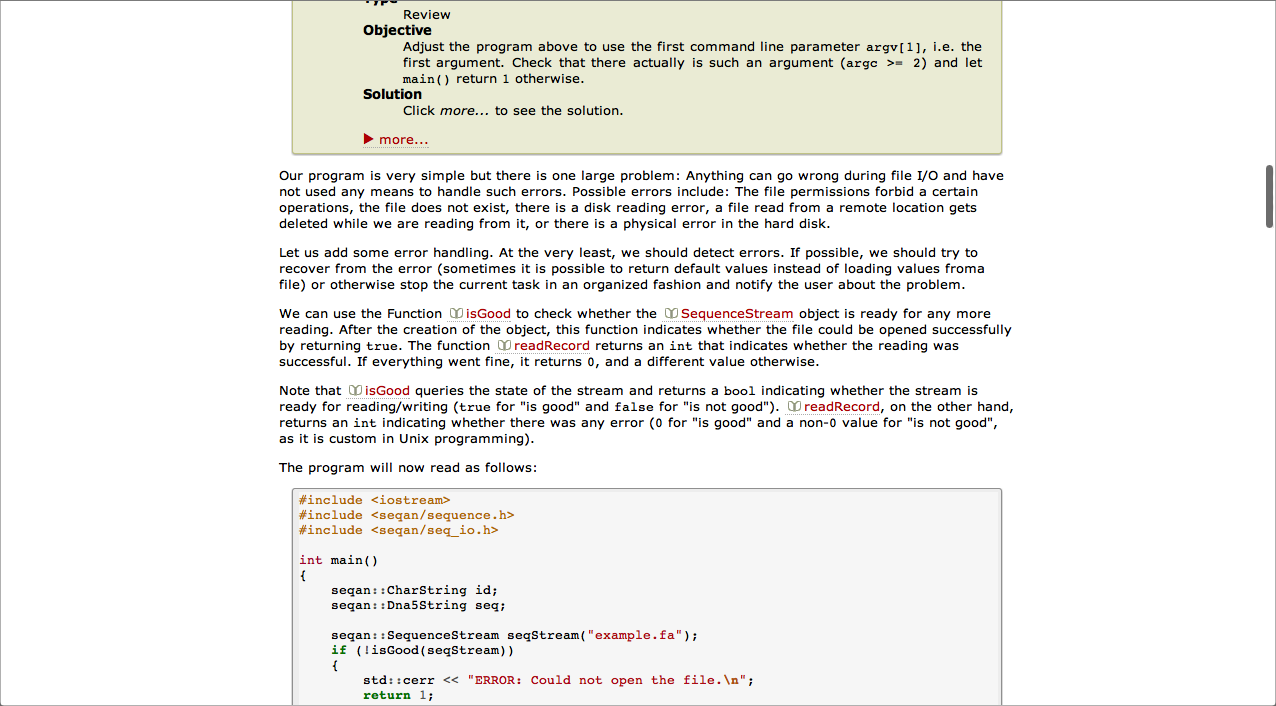 Type
Review
Objective
Adjust the program above to use the first command line parameter argv[1], i.e. the
first argument. Check that there actually is such an argument (argc >= 2) and let
main() return 1 otherwise.
Solution
Click more... to see the solution.
more...
Our program is very simple but there is one large problem: Anything can go wrong during file I/O and have
not used any means to handle such errors. Possible errors include: The file permissions forbid a certain
operations, the file does not exist, there is a disk reading error, a file read from a remote location gets
deleted while we are reading from it, or there is a physical error in the hard disk.
Let us add some error handling. At the very least, we should detect errors. If possible, we should try to
recover from the error (sometimes it is possible to return default values instead of loading values froma
file) or otherwise stop the current task in an organized fashion and notify the user about the problem.
We can use the Function isGood to check whether the SequenceStream object is ready for any more
reading. After the creation of the object, this function indicates whether the file could be opened successfully
by returning true. The function readRecord returns an int that indicates whether the reading was
successful. If everything went fine, it returns 0, and a different value otherwise.
Note that isGood queries the state of the stream and returns a bool indicating whether the stream is
ready for reading/writing (true for "is good" and false for "is not good"). readRecord, on the other hand,
returns an int indicating whether there was any error (0 for "is good" and a non-0 value for "is not good",
as it is custom in Unix programming).
The program will now read as follows:
#include <iostream>
#include <seqan/sequence.h>
#include <seqan/seq_io.h>
int main()
{
seqan::CharString id;
seqan::Dna5String seq;
seqan::SequenceStream seqStream("example.fa");
if (!isGood(seqStream))
{
std::cerr << "ERROR: Could not open the file.\n";
return 1;